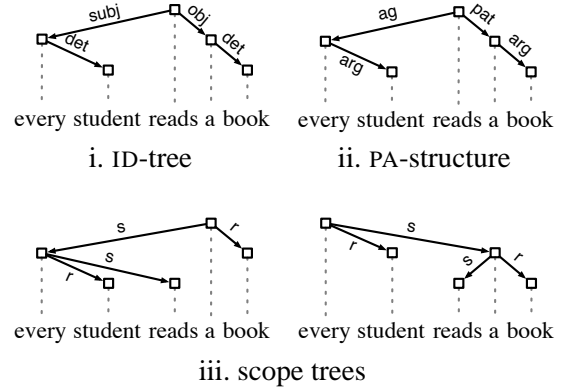 subj obj
det det
every student reads a book
i. ID-tree
ag pat
arg arg
every student reads a book
ii. PA-structure
s r
s
r
every student reads a book
s
r s r
every student reads a book
iii. scope trees